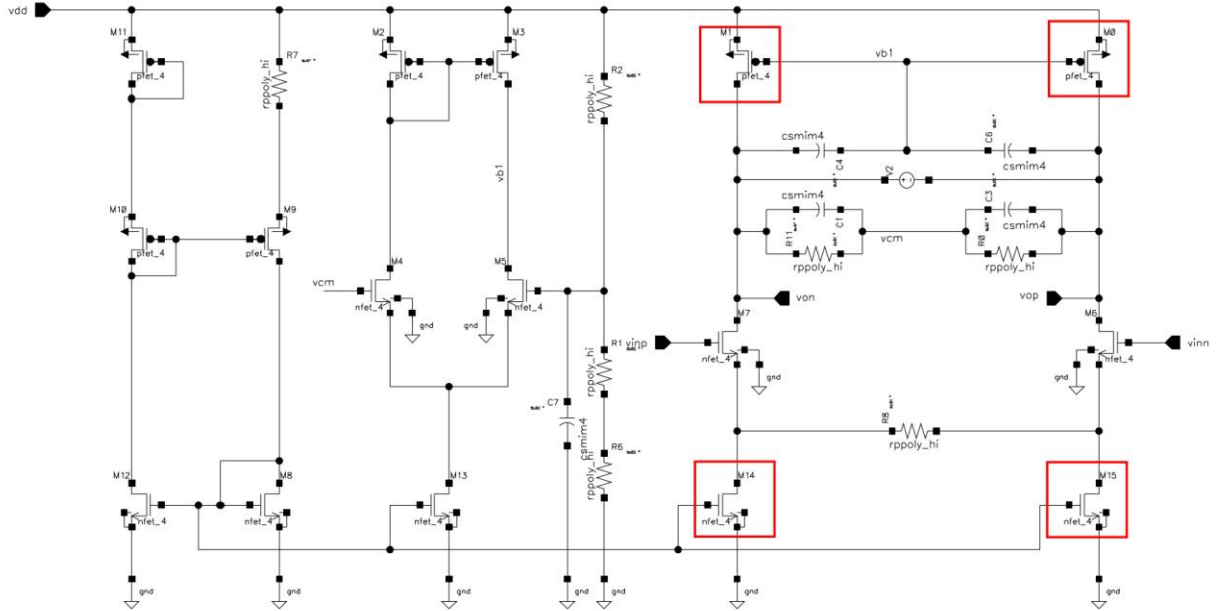 vdd
M11
pfet_4
R7
rppoly_hi
M2
pfet_4
M3
pfet_4
R2
rppoly_hi
M1
pfet_4
vb1
M0
pfet_4
csmim4
C4
C6
csmim4
vb1
V2
+ -
M10
pfet_4
M9
pfet_4
csmim4
C1
R11
rppoly_hi
vcm
C3
csmim4
R0
rppoly_hi
vcm
M4
nfet_4
gnd
M5
nfet_4
gnd
von
vop
vinp
M7
nfet_4
gnd
M6
nfet_4
gnd
vinn
R1
rppoly_hi
C7
csmim4
R6
rppoly_hi
R8
rppoly_hi
M12
nfet_4
M8
nfet_4
M13
nfet_4
M14
nfet_4
M15
nfet_4
gnd
gnd
gnd
gnd
gnd
gnd
gnd